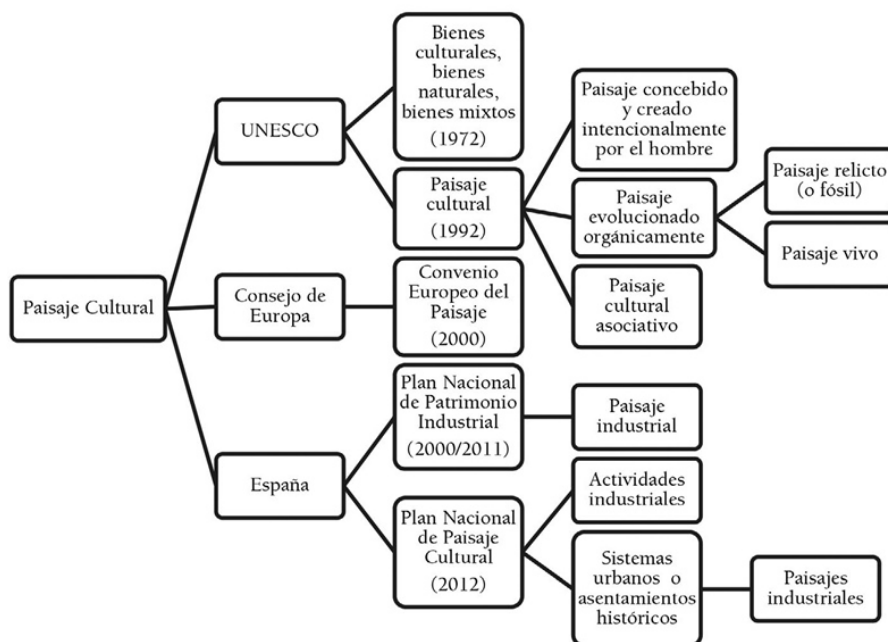 Paisaje Cultural
UNESCO
Bienes
culturales,
bienes
naturales,
bienes mixtos
(1972)
Paisaje
cultural
(1992)
Paisaje concebido
y creado
intencionalmente
por el hombre
Paisaje
evolucionado
orgánicamente
Paisaje relicto
(o fósil)
Paisaje vivo
Paisaje
cultural
asociativo
Consejo de
Europa
Convenio
Europeo del
Paisaje
(2000)
España
Plan Nacional
de Patrimonio
Industrial
(2000/2011)
Paisaje
industrial
Plan Nacional
de Paisaje
Cultural
(2012)
Actividades
industriales
Sistemas
urbanos o
asentamientos
históricos
Paisajes
industriales